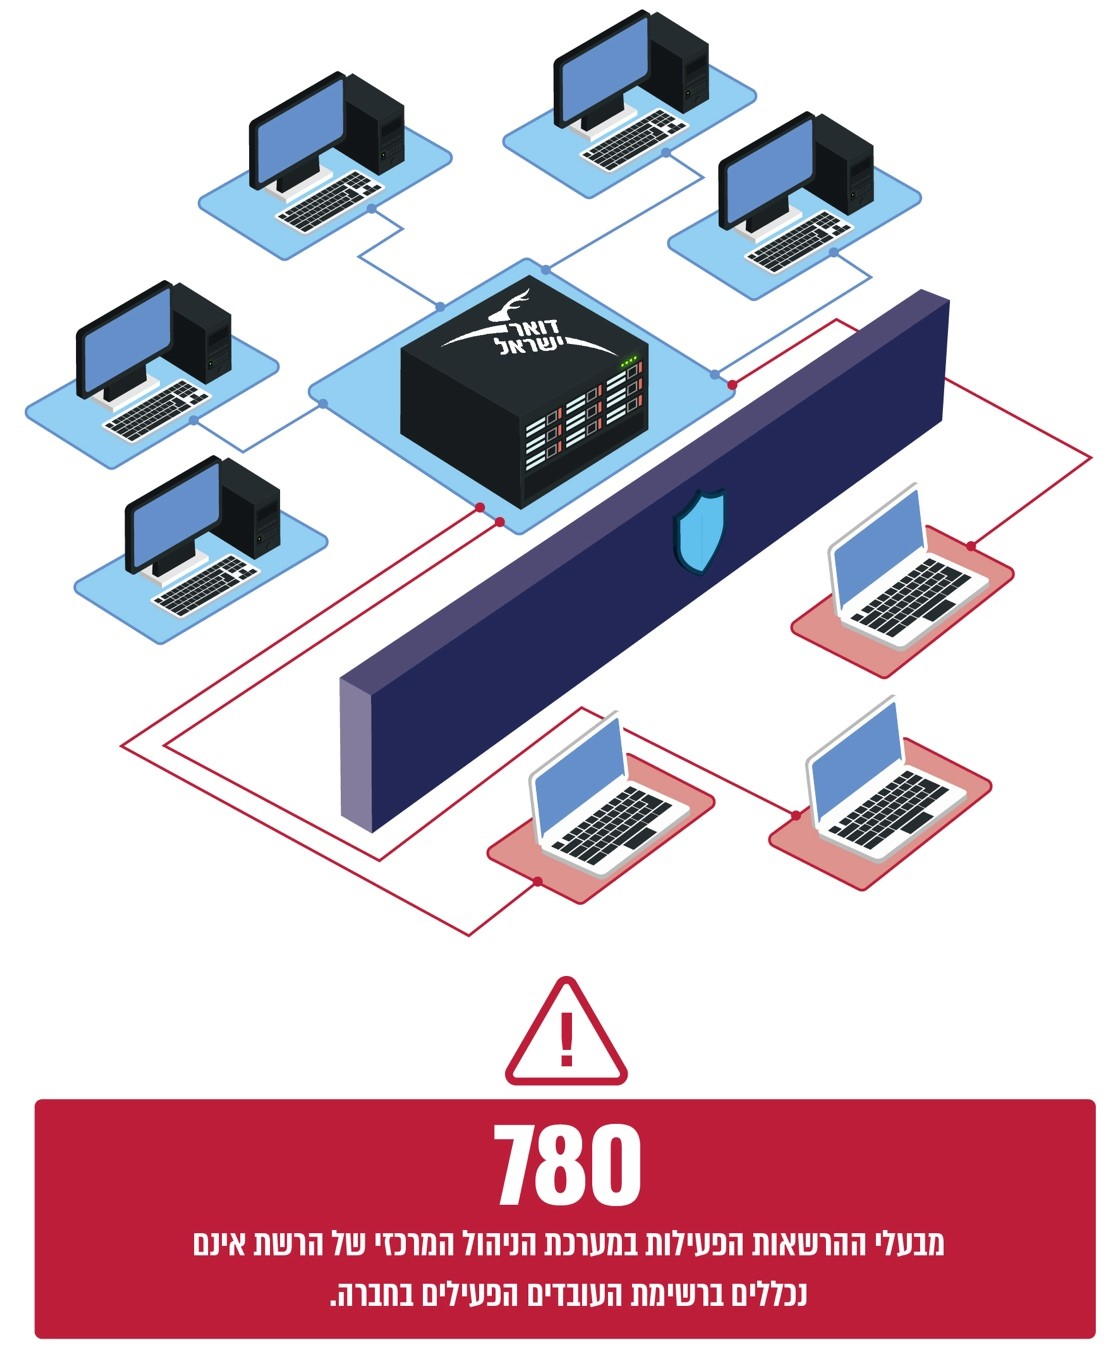 דואר
ישראל
780
מבעלי ההרשאות הפעילות במערכת הניהול המרכזי של הרשת אינם
נכללים ברשימת העובדים הפעילים בחברה.